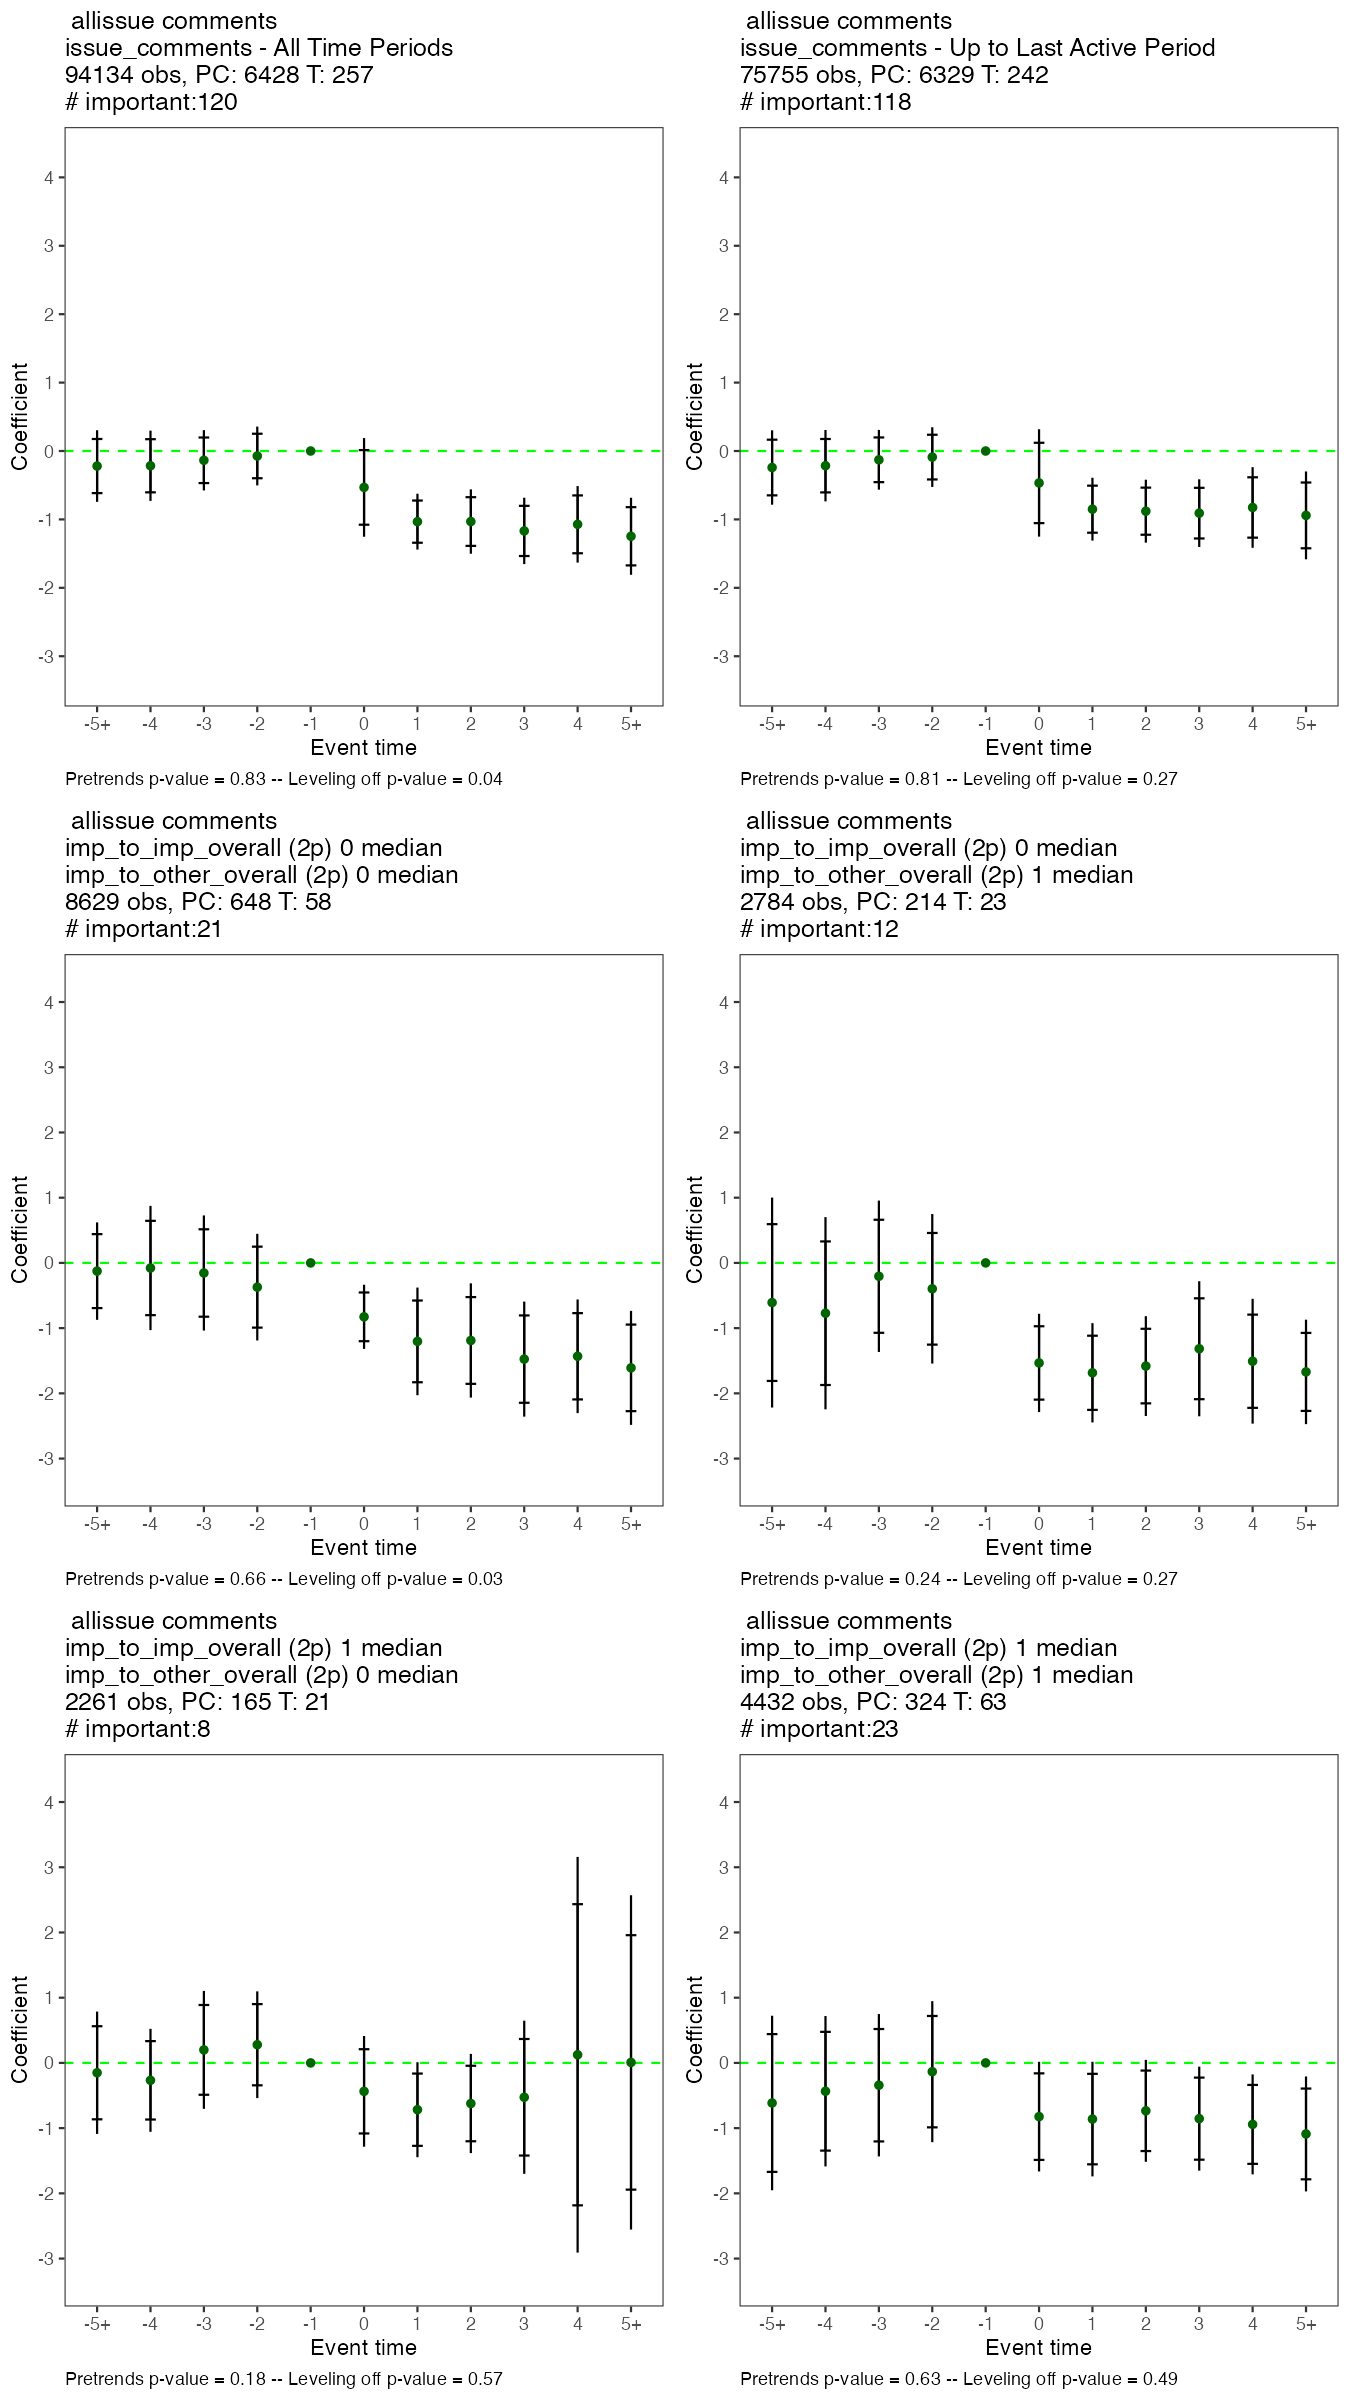 allissue comments
issue_comments - All Time Periods
94134 obs, PC: 6428 T: 257
# important:120
4
3
2
1
0
-1
-2
-3
Coefficient
-5+ -4 -3 -2 -1 0 1 2 3 4 5+
Event time
Pretrends p-value = 0.83 -- Leveling off p-value = 0.04
allissue comments
issue_comments - Up to Last Active Period
75755 obs, PC: 6329 T: 242
# important:118
4
3
2
1
0
-1
-2
-3
Coefficient
-5+ -4 -3 -2 -1 0 1 2 3 4 5+
Event time
Pretrends p-value = 0.81 -- Leveling off p-value = 0.27
allissue comments
imp_to_imp_overall (2p) 0 median
imp_to_other_overall (2p) 0 median
8629 obs, PC: 648 T: 58
# important:21
4
3
2
1
0
-1
-2
-3
Coefficient
-5+ -4 -3 -2 -1 0 1 2 3 4 5+
Event time
Pretrends p-value = 0.66 -- Leveling off p-value = 0.03
allissue comments
imp_to_imp_overall (2p) 0 median
imp_to_other_overall (2p) 1 median
2784 obs, PC: 214 T: 23
# important:12
4
3
2
1
0
-1
-2
-3
Coefficient
-5+ -4 -3 -2 -1 0 1 2 3 4 5+
Event time
Pretrends p-value = 0.24 -- Leveling off p-value = 0.27
allissue comments
imp_to_imp_overall (2p) 1 median
imp_to_other_overall (2p) 0 median
2261 obs, PC: 165 T: 21
# important:8
4
3
2
1
0
-1
-2
-3
Coefficient
-5+ -4 -3 -2 -1 0 1 2 3 4 5+
Event time
Pretrends p-value = 0.18 -- Leveling off p-value = 0.57
allissue comments
imp_to_imp_overall (2p) 1 median
imp_to_other_overall (2p) 1 median
4432 obs, PC: 324 T: 63
# important:23
4
3
2
1
0
-1
-2
-3
Coefficient
-5+ -4 -3 -2 -1 0 1 2 3 4 5+
Event time
Pretrends p-value = 0.63 -- Leveling off p-value = 0.49